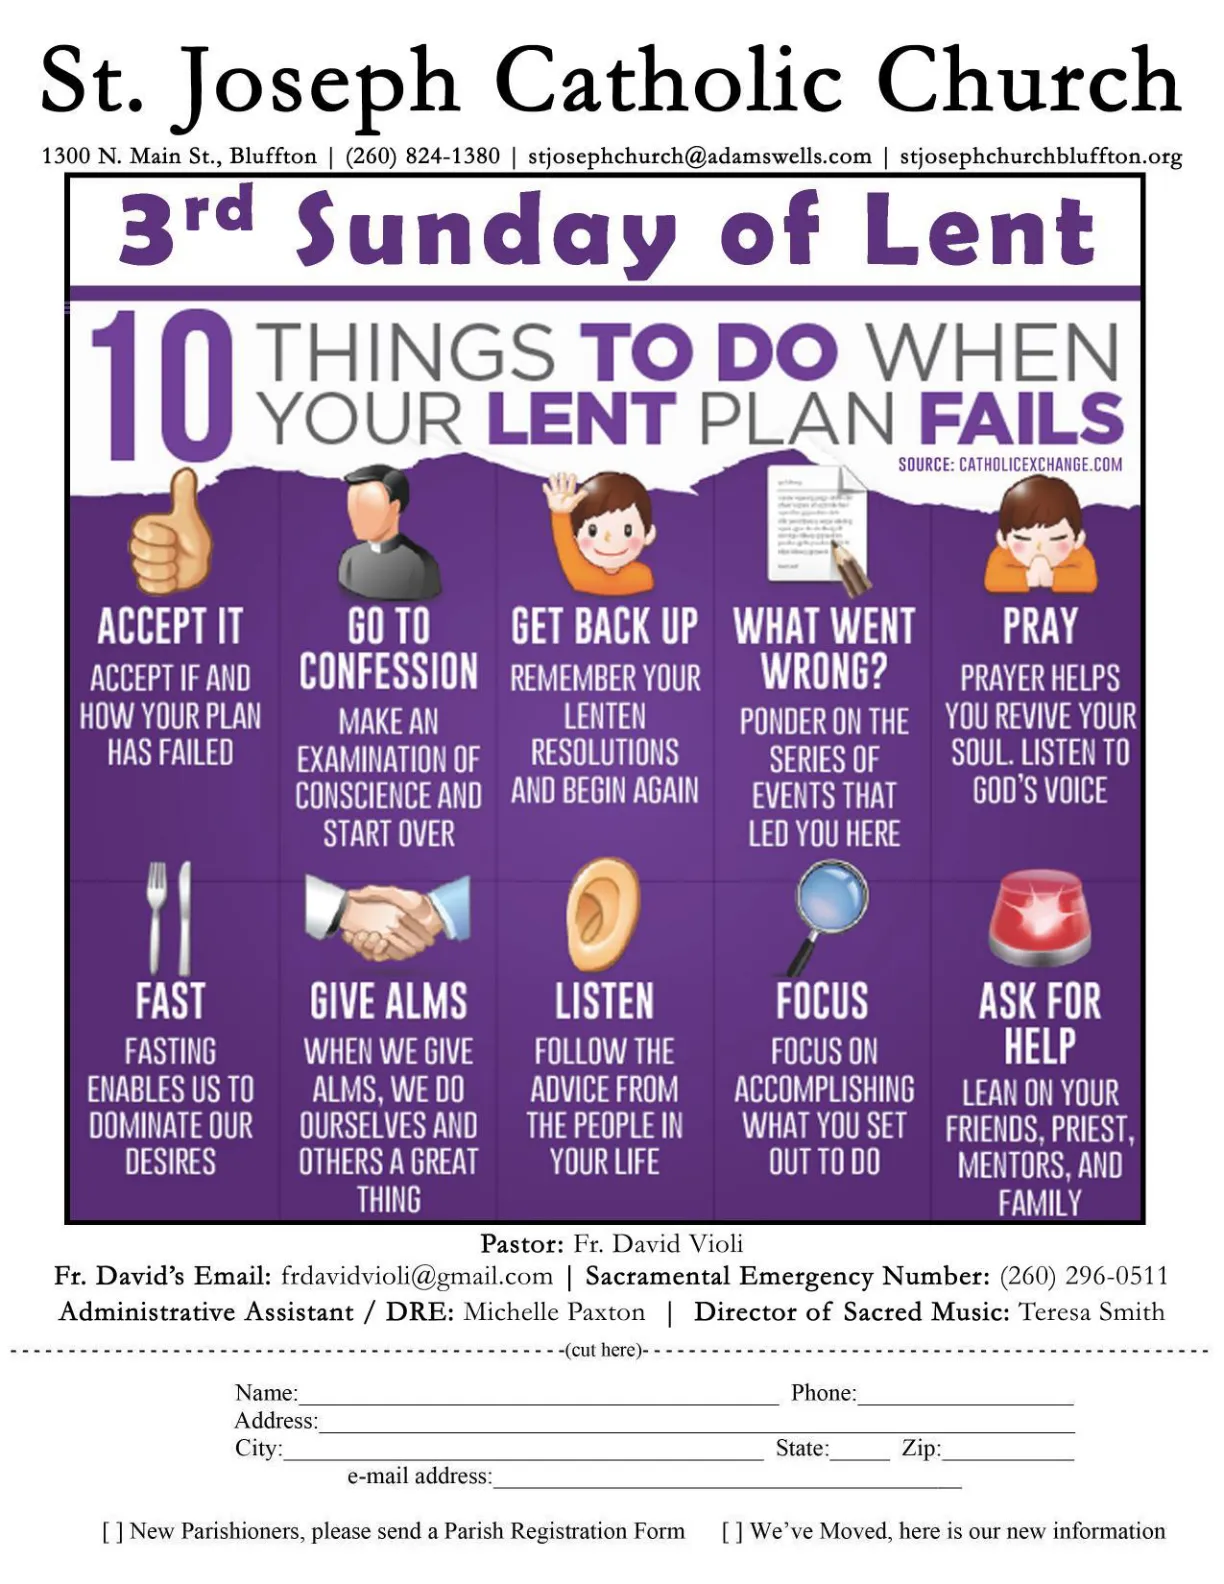 St. Joseph Catholic Church
1300 N. Main St., Bluffton | (260) 824-1380 | stjosephchurch@adamswells.com | stjosephchurchbluffton.org
3rd Sunday of Lent
10 THINGS TO DO WHEN
YOUR LENT PLAN FAILS
SOURCE: CATHOLICEXCHANGE.COM
ACCEPT IT
ACCEPT IF AND
HOW YOUR PLAN
HAS FAILED
GO TO
CONFESSION
MAKE AN
EXAMINATION OF
CONSCIENCE AND
START OVER
GET BACK UP
REMEMBER YOUR
LENTEN
RESOLUTIONS
AND BEGIN AGAIN
WHAT WENT
WRONG?
PONDER ON THE
SERIES OF
EVENTS THAT
LED YOU HERE
PRAY
PRAYER HELPS
YOU REVIVE YOUR
SOUL. LISTEN TO
GOD'S VOICE
FAST
FASTING
ENABLES US TO
DOMINATE OUR
DESIRES
GIVE ALMS
WHEN WE GIVE
ALMS, WE DO
OURSELVES AND
OTHERS A GREAT
THING
LISTEN
FOLLOW THE
ADVICE FROM
THE PEOPLE IN
YOUR LIFE
FOCUS
FOCUS ON
ACCOMPLISHING
WHAT YOU SET
OUT TO DO
ASK FOR
HELP
LEAN ON YOUR
FRIENDS, PRIEST,
MENTORS, AND
FAMILY
Pastor: Fr. David Violi
Fr. David's Email: frdavidvioli@gmail.com | Sacramental Emergency Number: (260) 296-0511
Administrative Assistant / DRE: Michelle Paxton | Director of Sacred Music: Teresa Smith
(cut here)
Name: Phone:
Address:
City: State: Zip:
e-mail address:
[ ] New Parishioners, please send a Parish Registration Form [ ] We've Moved, here is our new information